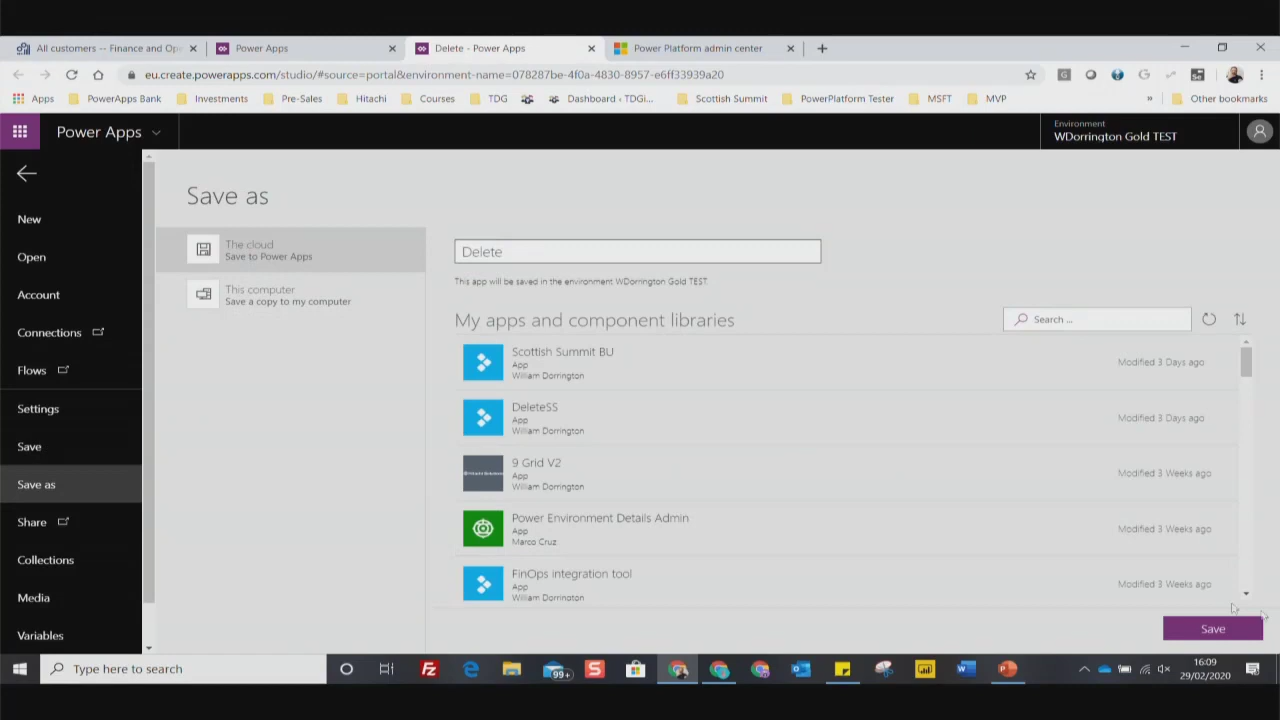 All customers -- Finance and Op
Power Apps
Delete - Power Apps
Power Platform admin center
eu.create.powerapps.com/studio/#source=portal&environment-name=078287be-4f0a-4830-8957-e6ff33939a20
Apps
PowerApps Bank
Investments
Pre-Sales
Hitachi
Courses
TDG
Dashboard ‹ TDGi...
Scottish Summit
PowerPlatform Tester
MSFT
MVP
»
Other bookmarks
Power Apps
Environment
WDorrington Gold TEST
New
Open
Account
Connections
Flows
Settings
Save
Save as
Share
Collections
Media
Variables
Save as
The cloud
Save to Power Apps
This computer
Save a copy to my computer
Delete
This app will be saved in the environment WDorrington Gold TEST.
My apps and component libraries
Search ...
Scottish Summit BU
App
William Dorrington
Modified 3 Days ago
DeleteSS
App
William Dorrington
Modified 3 Days ago
9 Grid V2
App
William Dorrington
Modified 3 Weeks ago
Power Environment Details Admin
App
Marco Cruz
Modified 3 Weeks ago
FinOps integration tool
App
William Dorrington
Modified 3 Weeks ago
Save
Type here to search
99+
16:09
29/02/2020